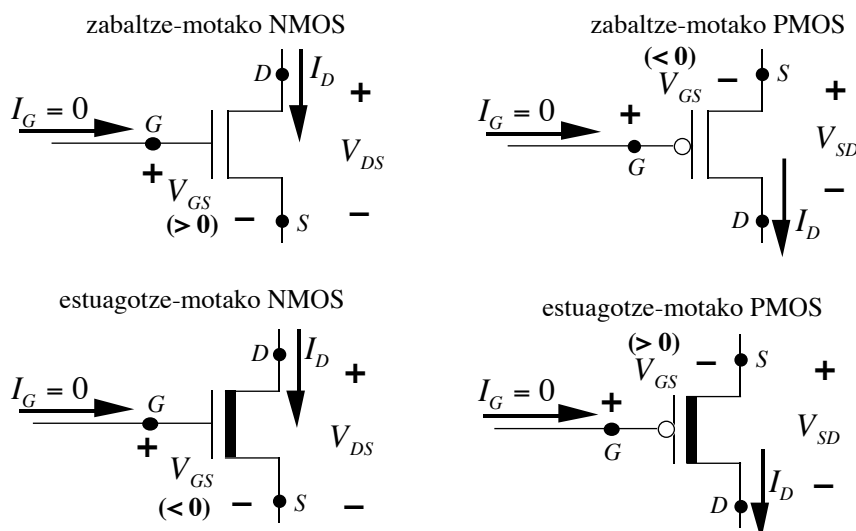 zabaltze-motako NMOS
D
I_D
+
I_G = 0
G
+
V_GS
(> 0)
−
S
V_DS
−
zabaltze-motako PMOS
(< 0)
V_GS
−
S
+
I_G = 0
+
G
V_SD
−
D
I_D
estuagotze-motako NMOS
D
I_D
+
I_G = 0
G
+
V_GS
(< 0)
−
S
V_DS
−
estuagotze-motako PMOS
(> 0)
V_GS
−
S
+
I_G = 0
+
G
V_SD
−
D
I_D